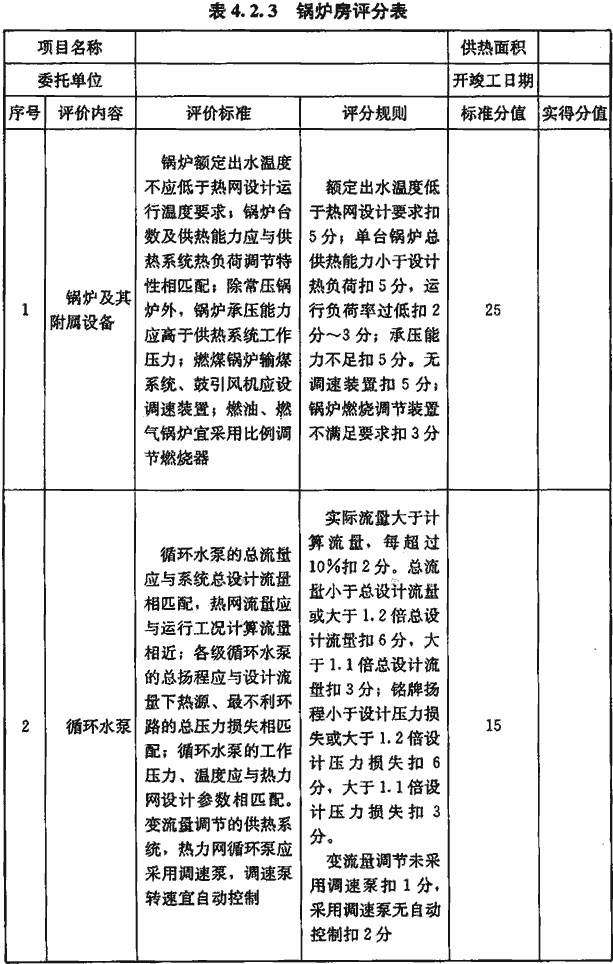 表4.2.3 锅炉房评分表
项目名称 供热面积
委托单位 开竣工日期
序号 评价内容 评价标准 评分规则 标准分值 实得分值
1
锅炉及其
附属设备
锅炉额定出水温度
不应低于热网设计运
行温度要求；锅炉台
数及供热能力应与供
热系统热负荷调节特
性相匹配；除常压锅
炉外，锅炉承压能力
应高于供热系统工作
压力；燃煤锅炉输煤
系统、鼓引风机应设
调速装置；燃油、燃
气锅炉宜采用比例调
节燃烧器
额定出水温度低
于热网设计要求扣
5分；单台锅炉总
供热能力小于设计
热负荷扣5分，运
行负荷率过低扣2
分～3分；承压能
力不足扣5分。无
调速装置扣5分；
锅炉燃烧调节装置
不满足要求扣3分
25
2
循环水泵
循环水泵的总流量
应与系统总设计流量
相匹配，热网流量应
与运行工况计算流量
相近；各级循环水泵
的总扬程应与设计流
量下热源、最不利环
路的总压力损失相匹
配；循环水泵的工作
压力、温度应与热力
网设计参数相匹配。
变流量调节的供热系
统，热力网循环泵应
采用调速泵，调速泵
转速宜自动控制
实际流量大于计
算流量，每超过
10%扣2分。总流
量小于总设计流量
或大于1.2倍总设
计流量扣6分，大
于1.1倍总设计流
量扣3分；铭牌扬
程小于设计压力损
失或大于1.2倍设
计压力损失扣6
分，大于1.1倍设
计压力损失扣3
分。
变流量调节未采
用调速泵扣1分，
采用调速泵无自动
控制扣2分
15